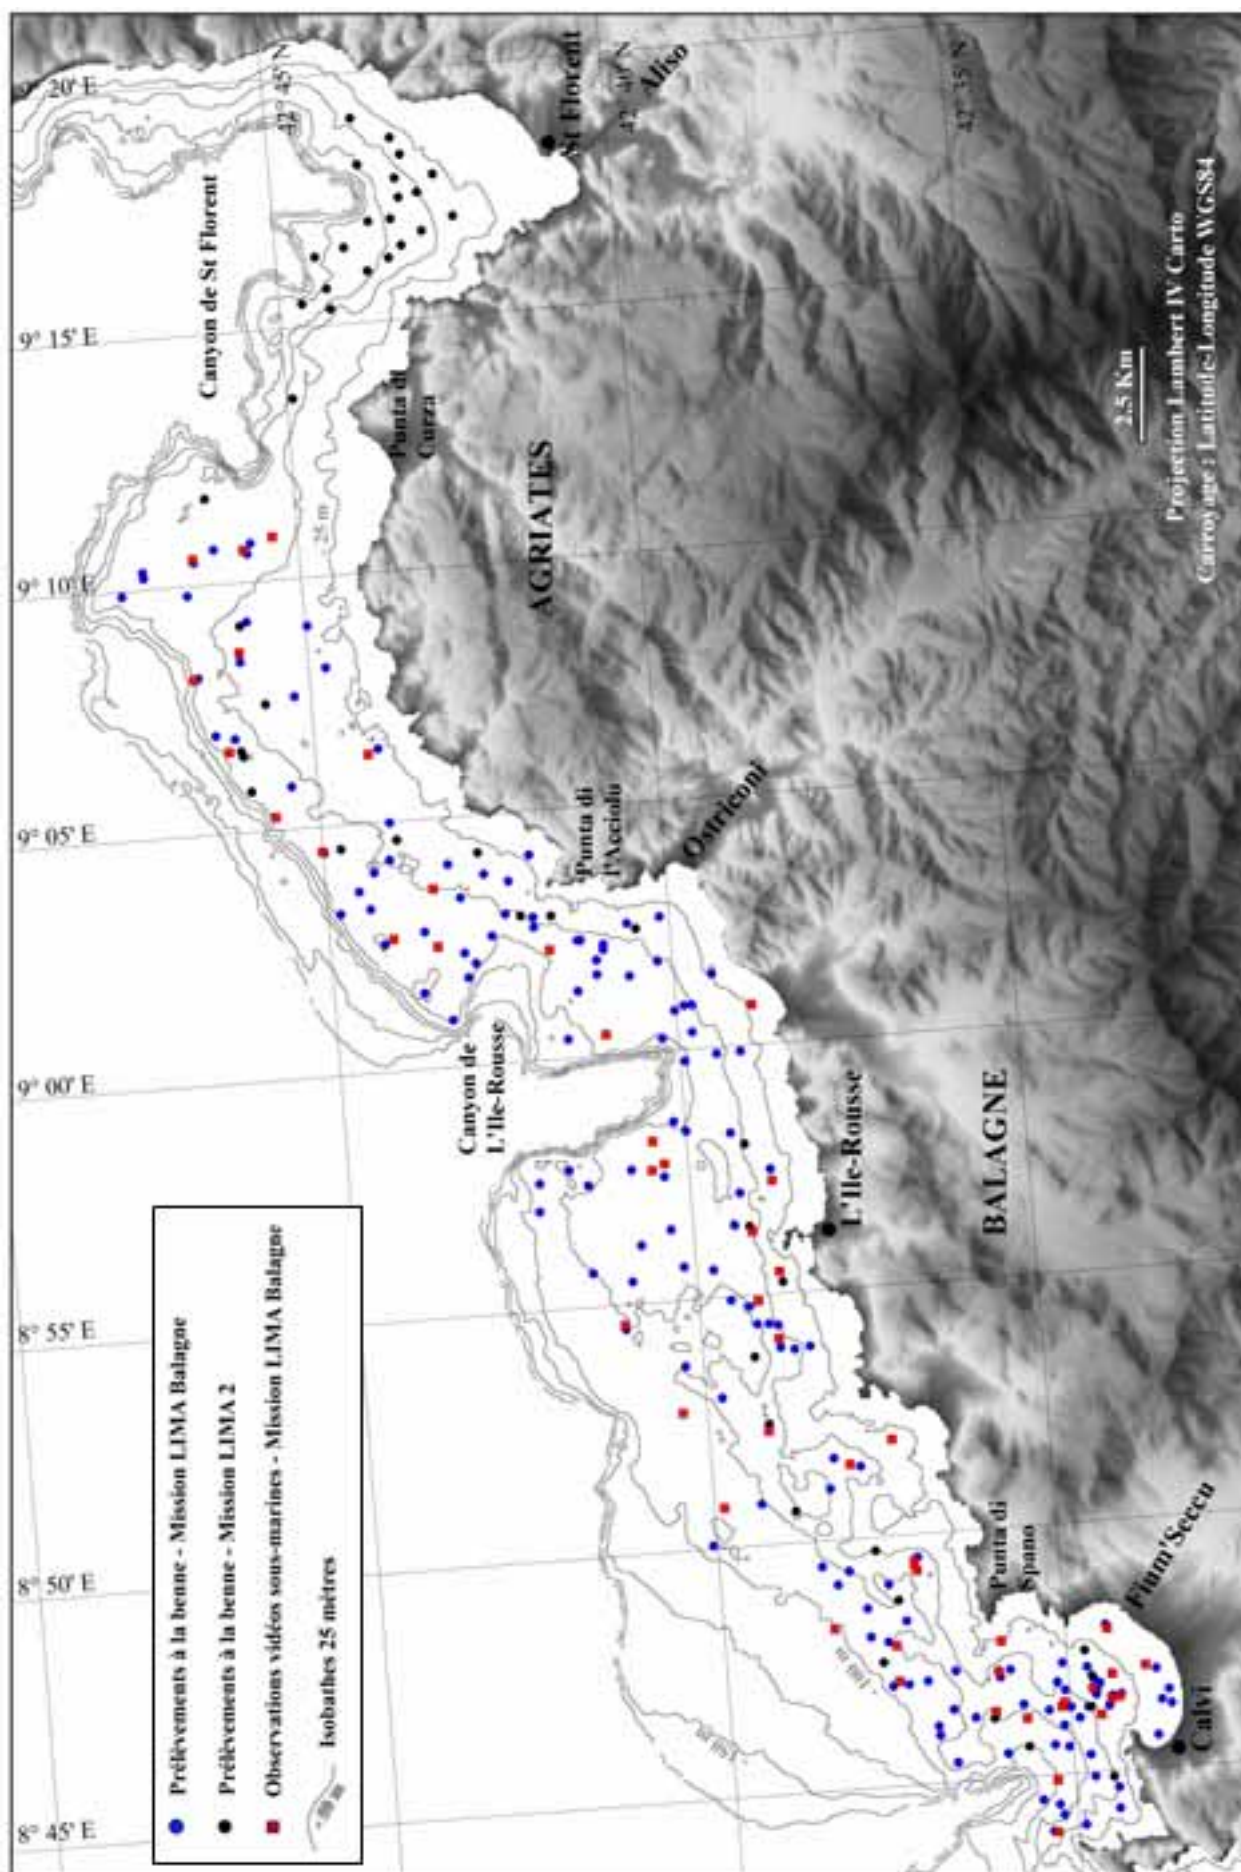 Prélèvements à la benne - Mission LIMA Balagne
Prélèvements à la benne - Mission LIMA 2
Observations vidéos sous-marines - Mission LIMA Balagne
Isobathes 25 mètres
8° 45' E
8° 50' E
8° 55' E
9° 00' E
9° 05' E
9° 10' E
9° 15' E
9° 20' E
42° 45' N
42° 40' N
42° 35' N
Canyon de St Florent
Canyon de
L'Ile-Rousse
25 m
100 m
150 m
St Florent
Aliso
Punta di
Curza
AGRIATES
Punta di
l'Acciolu
Ostriconi
L'Ile-Rousse
BALAGNE
Punta di
Spano
Fium'Seccu
Calvi
2.5 Km
Projection Lambert IV Carto
Carroyage : Latitude-Longitude WGS84